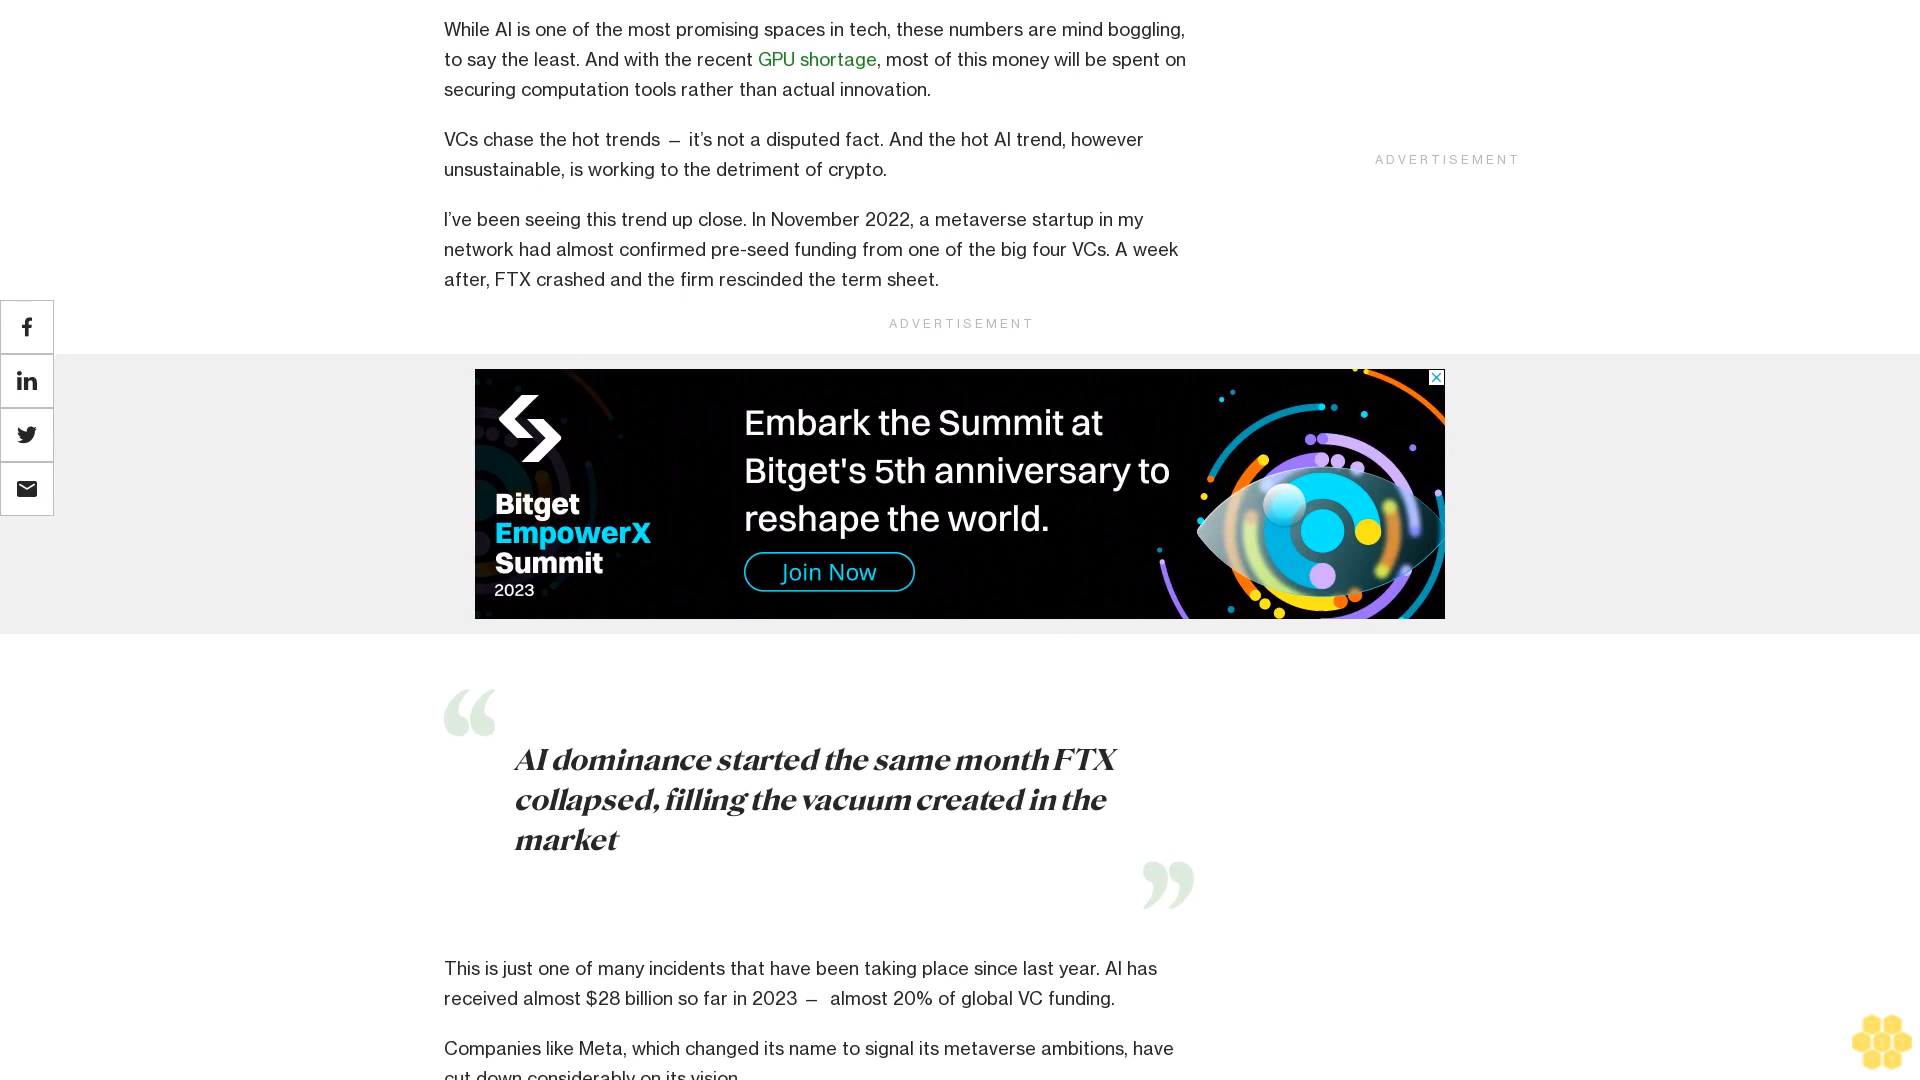 While AI is one of the most promising spaces in tech, these numbers are mind boggling,
to say the least. And with the recent GPU shortage, most of this money will be spent on
securing computation tools rather than actual innovation.
VCs chase the hot trends — it’s not a disputed fact. And the hot AI trend, however
unsustainable, is working to the detriment of crypto.
ADVERTISEMENT
I’ve been seeing this trend up close. In November 2022, a metaverse startup in my
network had almost confirmed pre-seed funding from one of the big four VCs. A week
after, FTX crashed and the firm rescinded the term sheet.
ADVERTISEMENT
Bitget
EmpowerX
Summit
2023
Embark the Summit at
Bitget's 5th anniversary to
reshape the world.
Join Now
“
AI dominance started the same month FTX
collapsed, filling the vacuum created in the
market
”
This is just one of many incidents that have been taking place since last year. AI has
received almost $28 billion so far in 2023 — almost 20% of global VC funding.
Companies like Meta, which changed its name to signal its metaverse ambitions, have
cut down considerably on its vision.